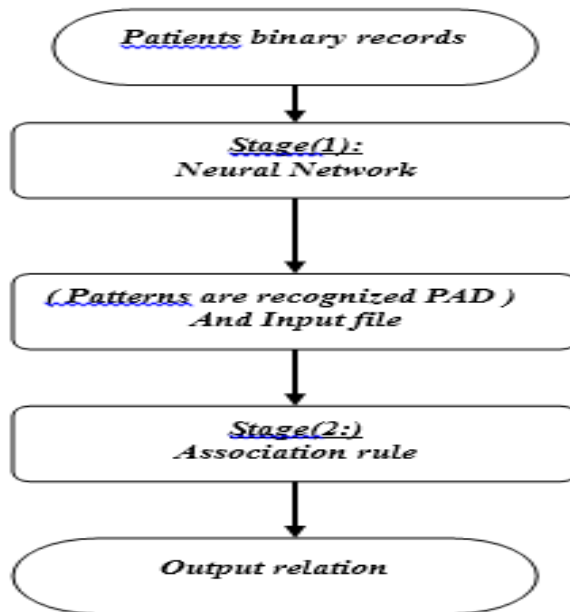 Patients binary records
Stage(1):
Neural Network
( Patterns are recognized PAD )
And Input file
Stage(2:)
Association rule
Output relation